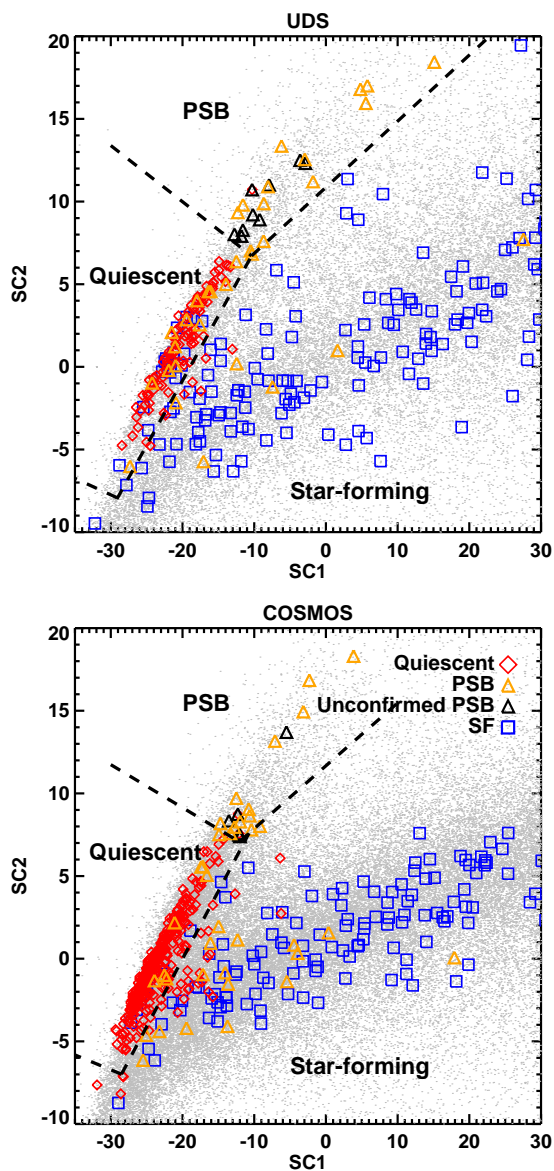 UDS
20
15
10
5
0
-5
-10
SC2
PSB
Quiescent
Star-forming
-30 -20 -10 0 10 20 30
SC1
COSMOS
20
15
10
5
0
-5
-10
SC2
PSB
Quiescent
Star-forming
Quiescent
PSB
Unconfirmed PSB
SF
-30 -20 -10 0 10 20 30
SC1